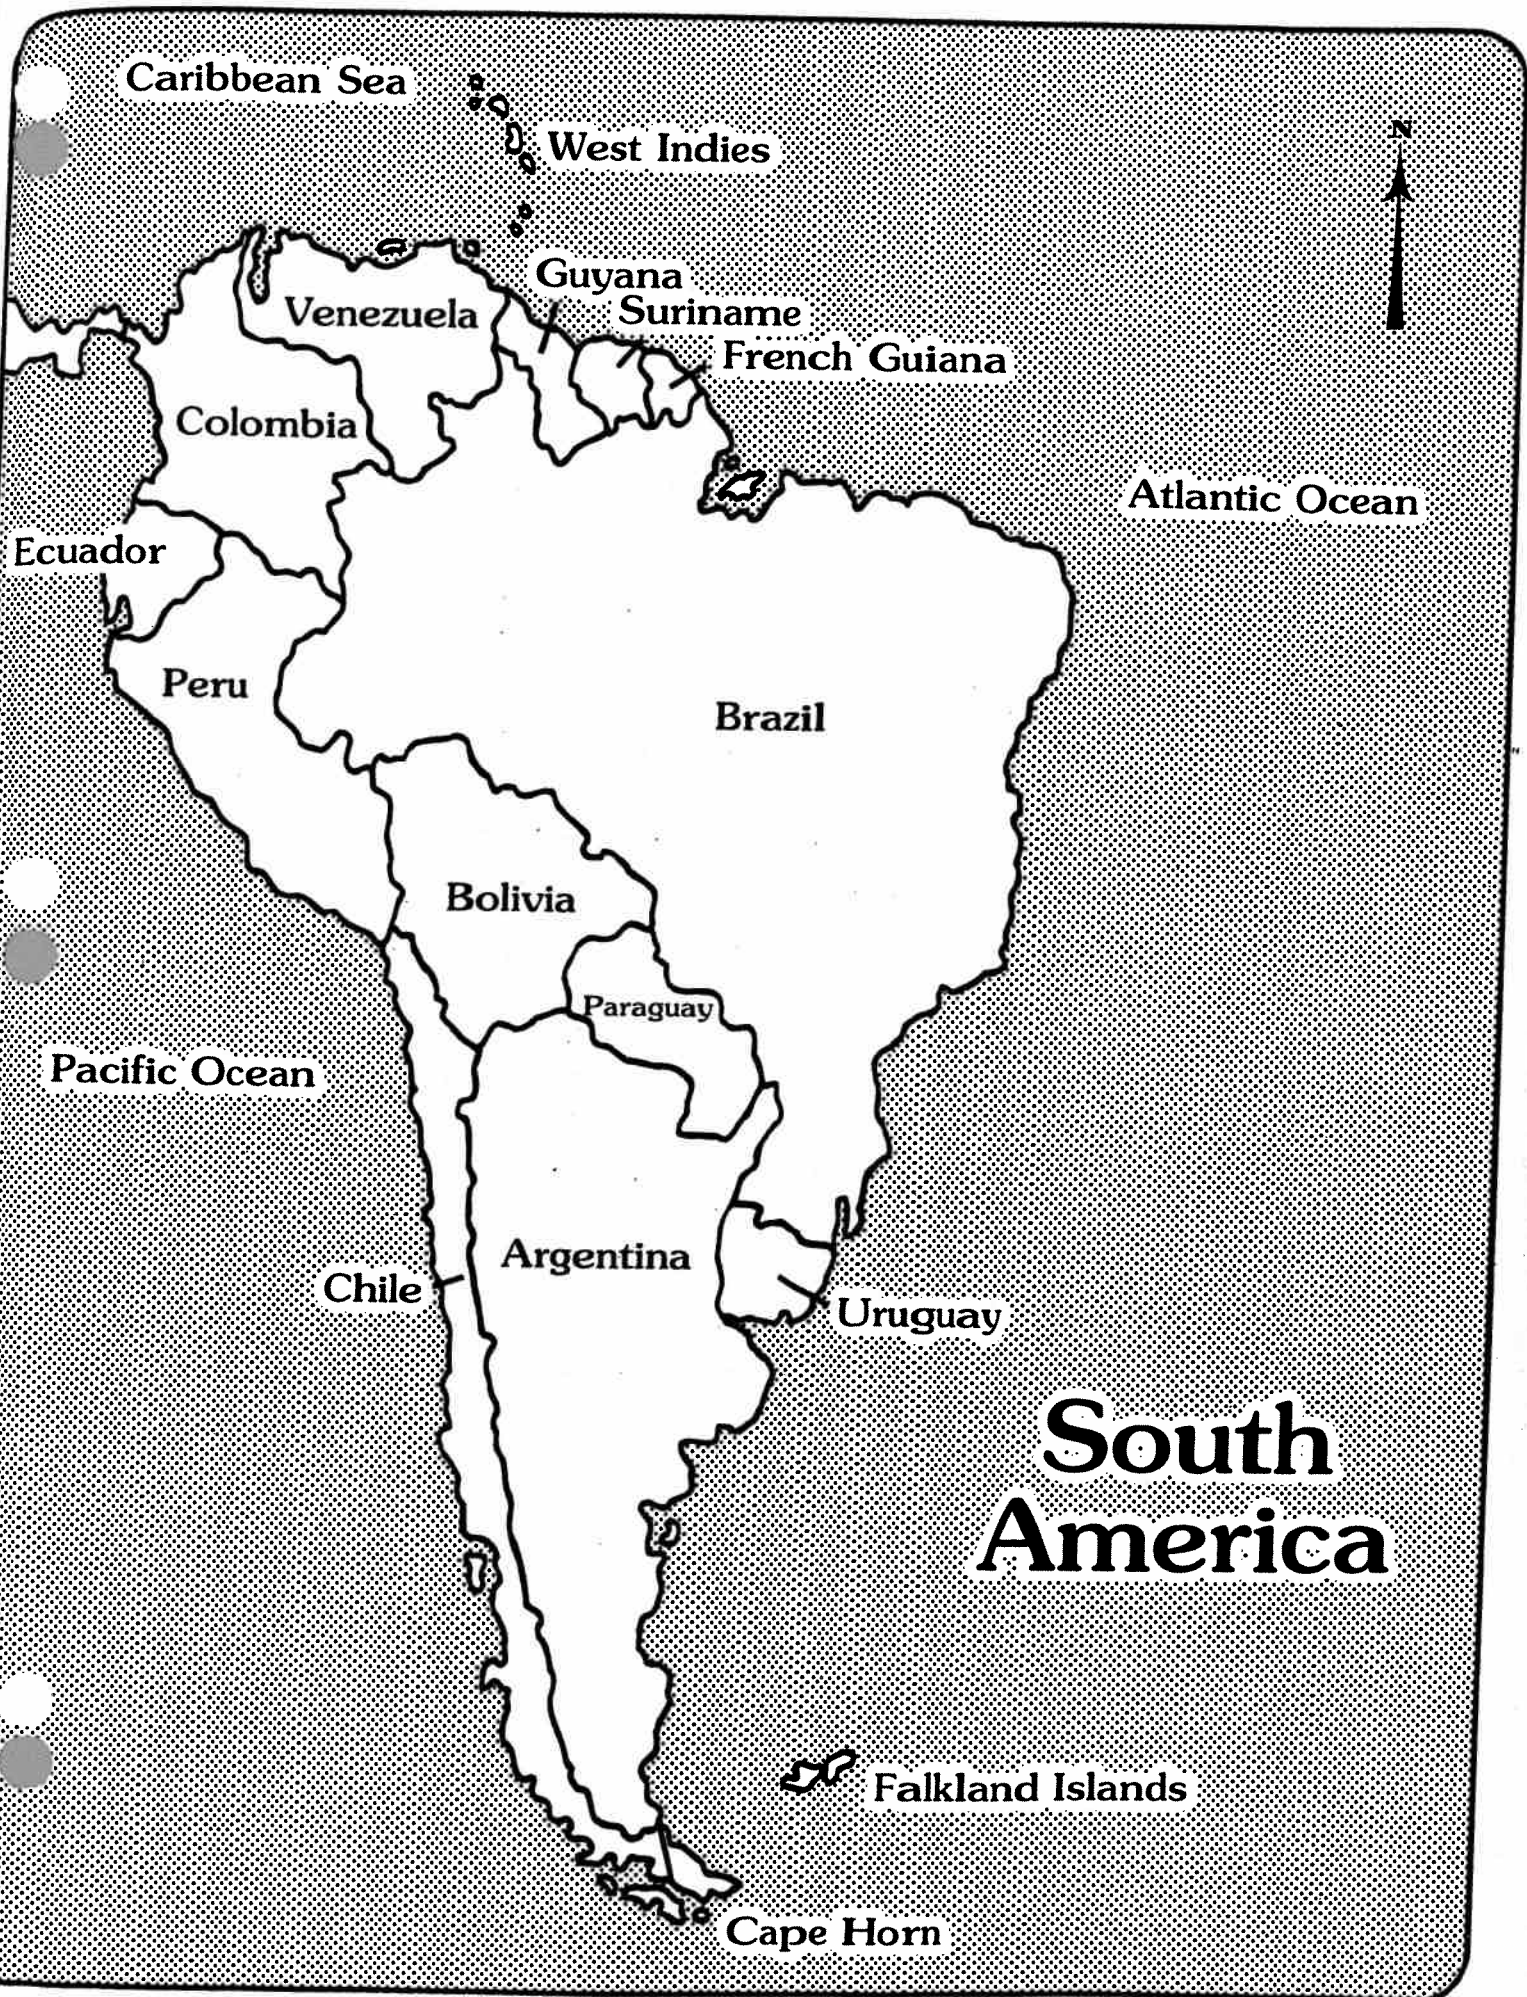 Caribbean Sea
N
West Indies
Guyana
Suriname
Venezuela
French Guiana
Colombia
Atlantic Ocean
Ecuador
Peru
Brazil
Bolivia
Paraguay
Pacific Ocean
Argentina
Chile
Uruguay
South
America
Falkland Islands
Cape Horn